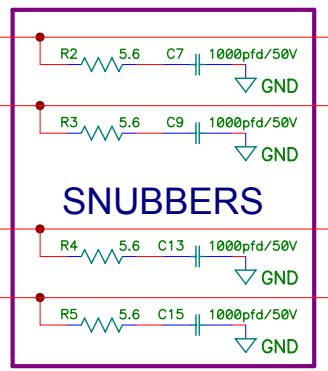 R2 5.6 C7 1000pfd/50V
GND
R3 5.6 C9 1000pfd/50V
GND
SNUBBERS
R4 5.6 C13 1000pfd/50V
GND
R5 5.6 C15 1000pfd/50V
GND